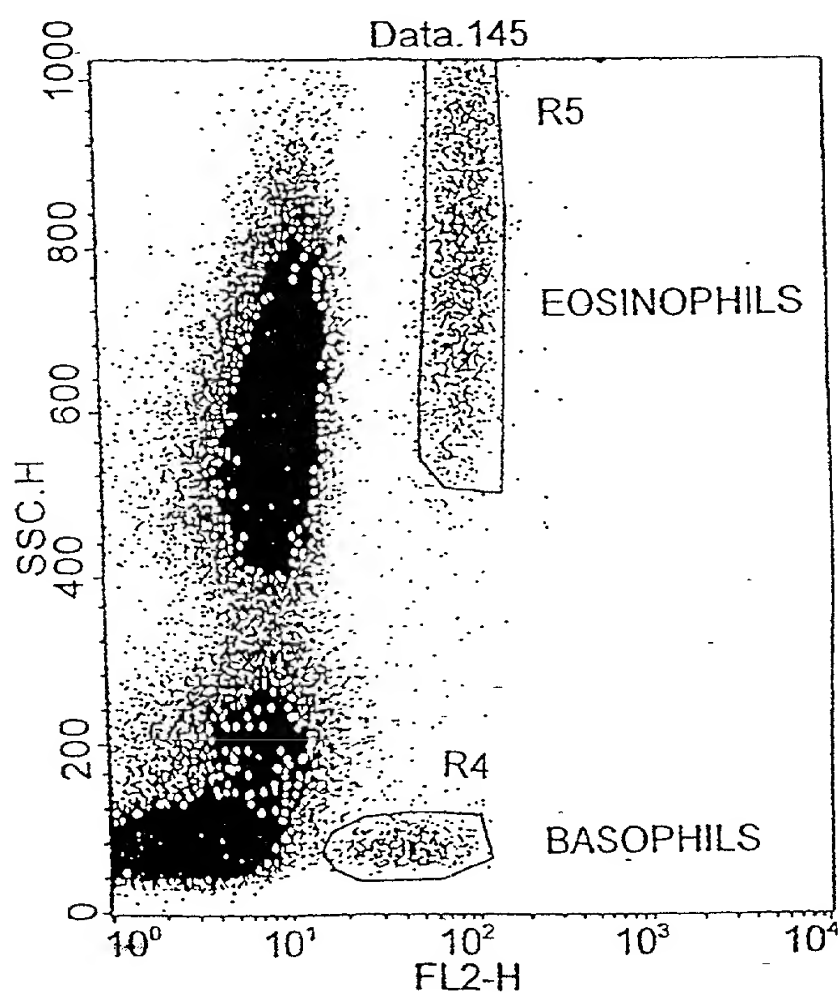 Data.145
1000
R5
800
EOSINOPHILS
600
SSC.H
400
200
R4
BASOPHILS
0
10⁰ 10¹ 10² 10³ 10⁴
FL2-H